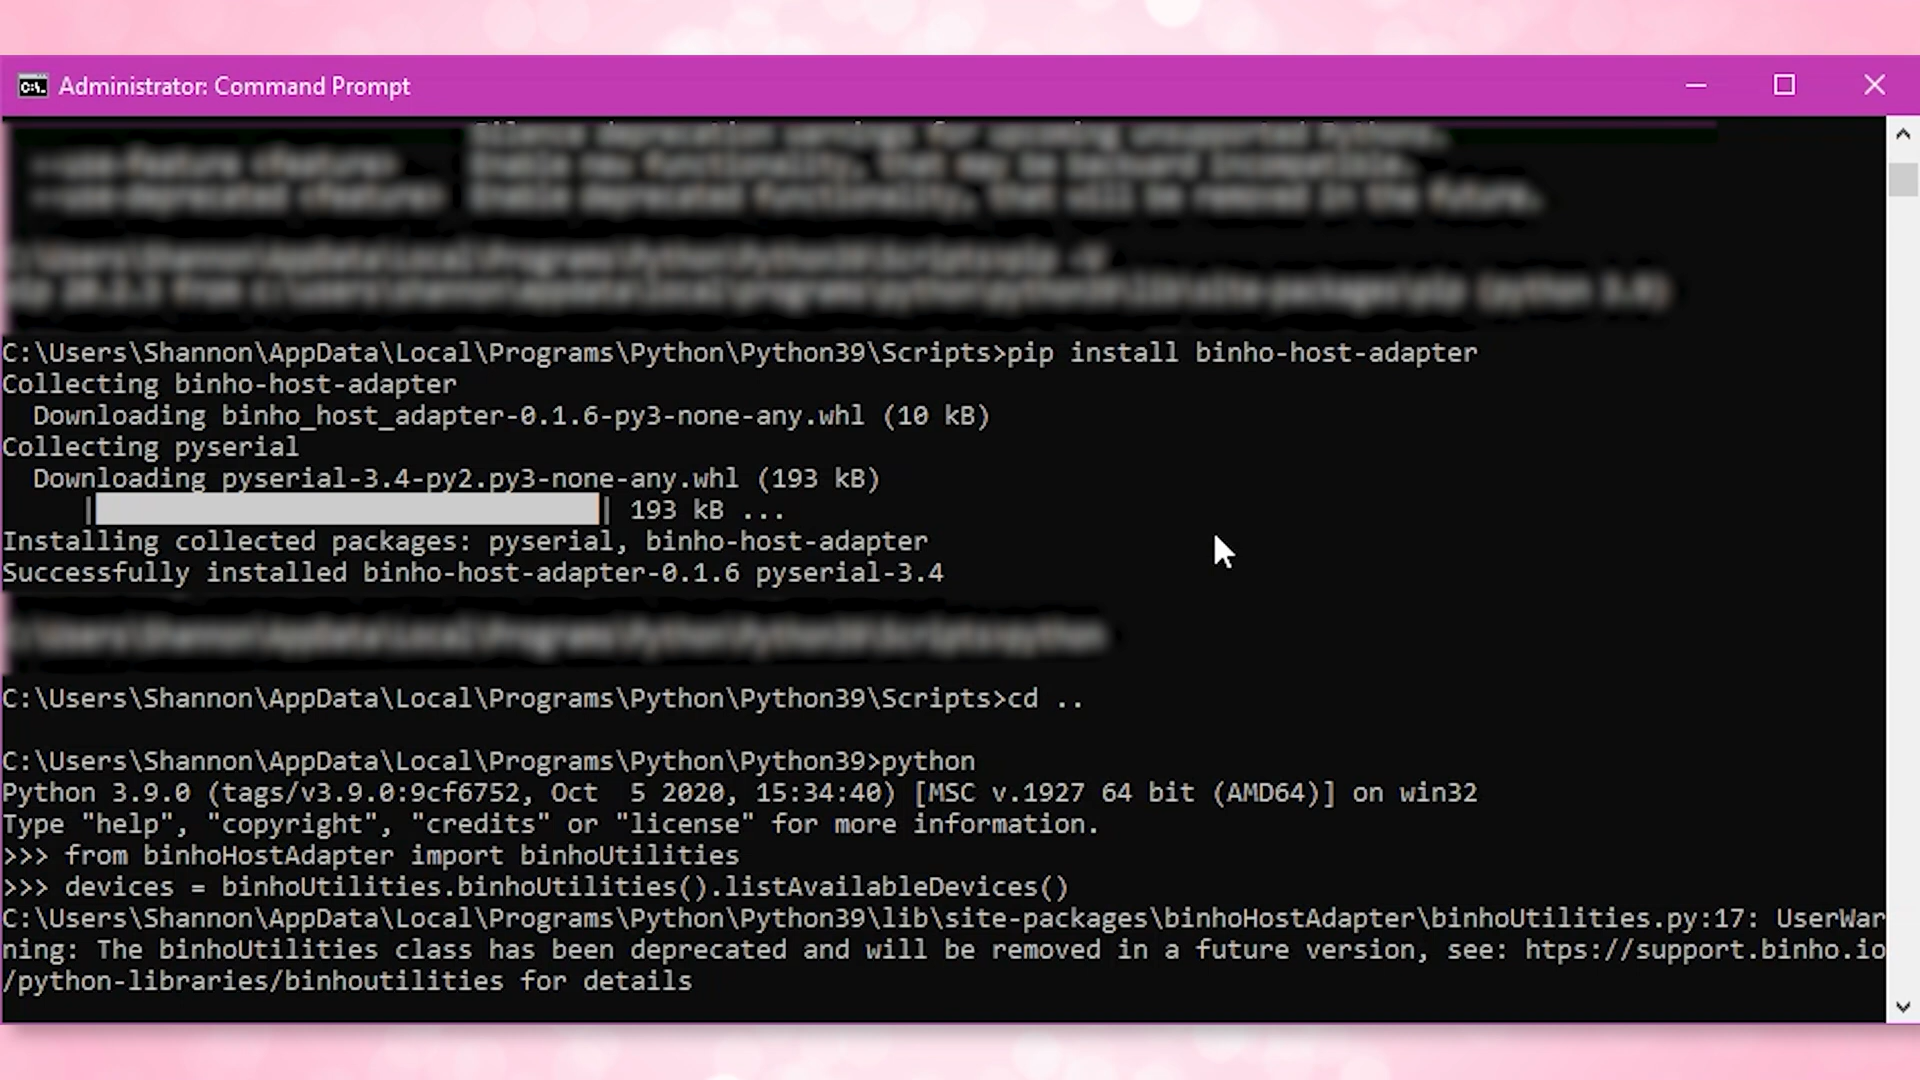 Administrator: Command Prompt
C:\Users\Shannon\AppData\Local\Programs\Python\Python39\Scripts>pip install binho-host-adapter
Collecting binho-host-adapter
Downloading binho_host_adapter-0.1.6-py3-none-any.whl (10 kB)
Collecting pyserial
Downloading pyserial-3.4-py2.py3-none-any.whl (193 kB)
| | 193 kB ...
Installing collected packages: pyserial, binho-host-adapter
Successfully installed binho-host-adapter-0.1.6 pyserial-3.4
C:\Users\Shannon\AppData\Local\Programs\Python\Python39\Scripts>cd ..
C:\Users\Shannon\AppData\Local\Programs\Python\Python39>python
Python 3.9.0 (tags/v3.9.0:9cf6752, Oct  5 2020, 15:34:40) [MSC v.1927 64 bit (AMD64)] on win32
Type "help", "copyright", "credits" or "license" for more information.
>>> from binhoHostAdapter import binhoUtilities
>>> devices = binhoUtilities.binhoUtilities().listAvailableDevices()
C:\Users\Shannon\AppData\Local\Programs\Python\Python39\lib\site-packages\binhoHostAdapter\binhoUtilities.py:17: UserWar
ning: The binhoUtilities class has been deprecated and will be removed in a future version, see: htps://support.binho.io
/python-libraries/binhoutilities for details